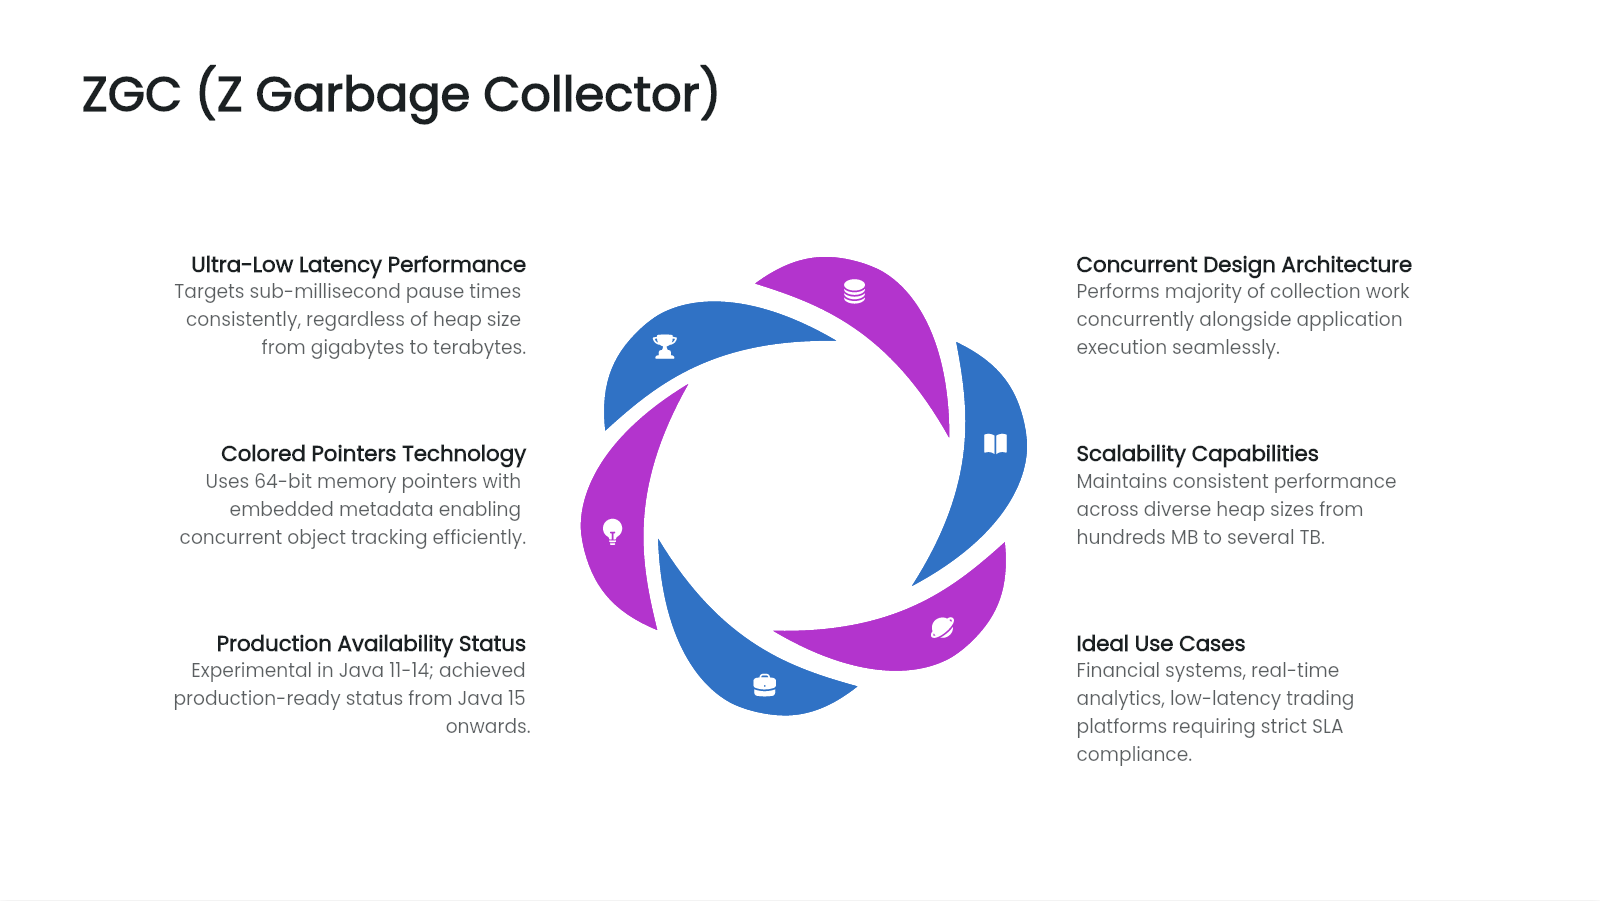 ZGC (Z Garbage Collector)
Ultra-Low Latency Performance
Targets sub-millisecond pause times
consistently, regardless of heap size
from gigabytes to terabytes.
Colored Pointers Technology
Uses 64-bit memory pointers with
embedded metadata enabling
concurrent object tracking efficiently.
Production Availability Status
Experimental in Java 11-14; achieved
production-ready status from Java 15
onwards.
Concurrent Design Architecture
Performs majority of collection work
concurrently alongside application
execution seamlessly.
Scalability Capabilities
Maintains consistent performance
across diverse heap sizes from
hundreds MB to several TB.
Ideal Use Cases
Financial systems, real-time
analytics, low-latency trading
platforms requiring strict SLA
compliance.